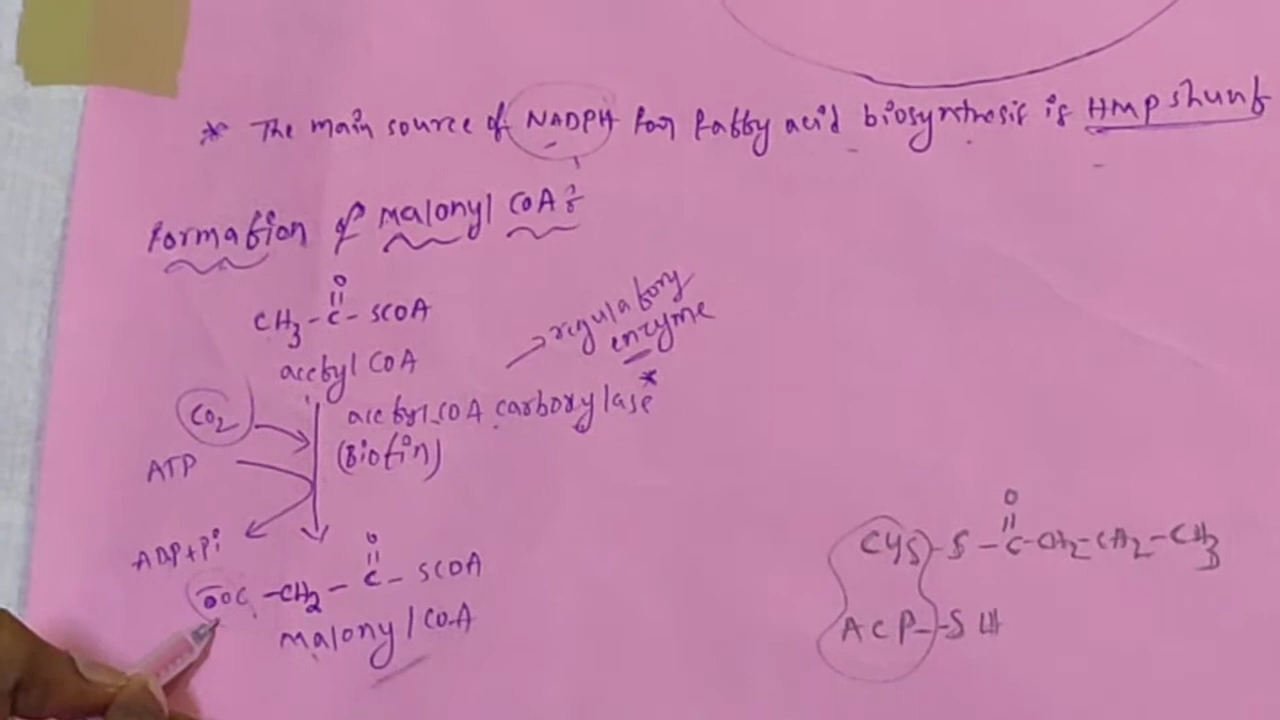 * The main source of NADPH for fatty acid biosynthesis is HMP shunt
Formation of Malonyl CoA:
O
||
CH3-C-SCOA
acetyl CoA
→ regulatory
enzyme
CO2
acetyl COA carboxylase*
(Biotin)
ATP
ADP+Pi
O
||
ŌOC-CH2-C-SCOA
malonyl CoA
O
||
CYS-S-C-CH2-CH2-CH3
ACP-SH